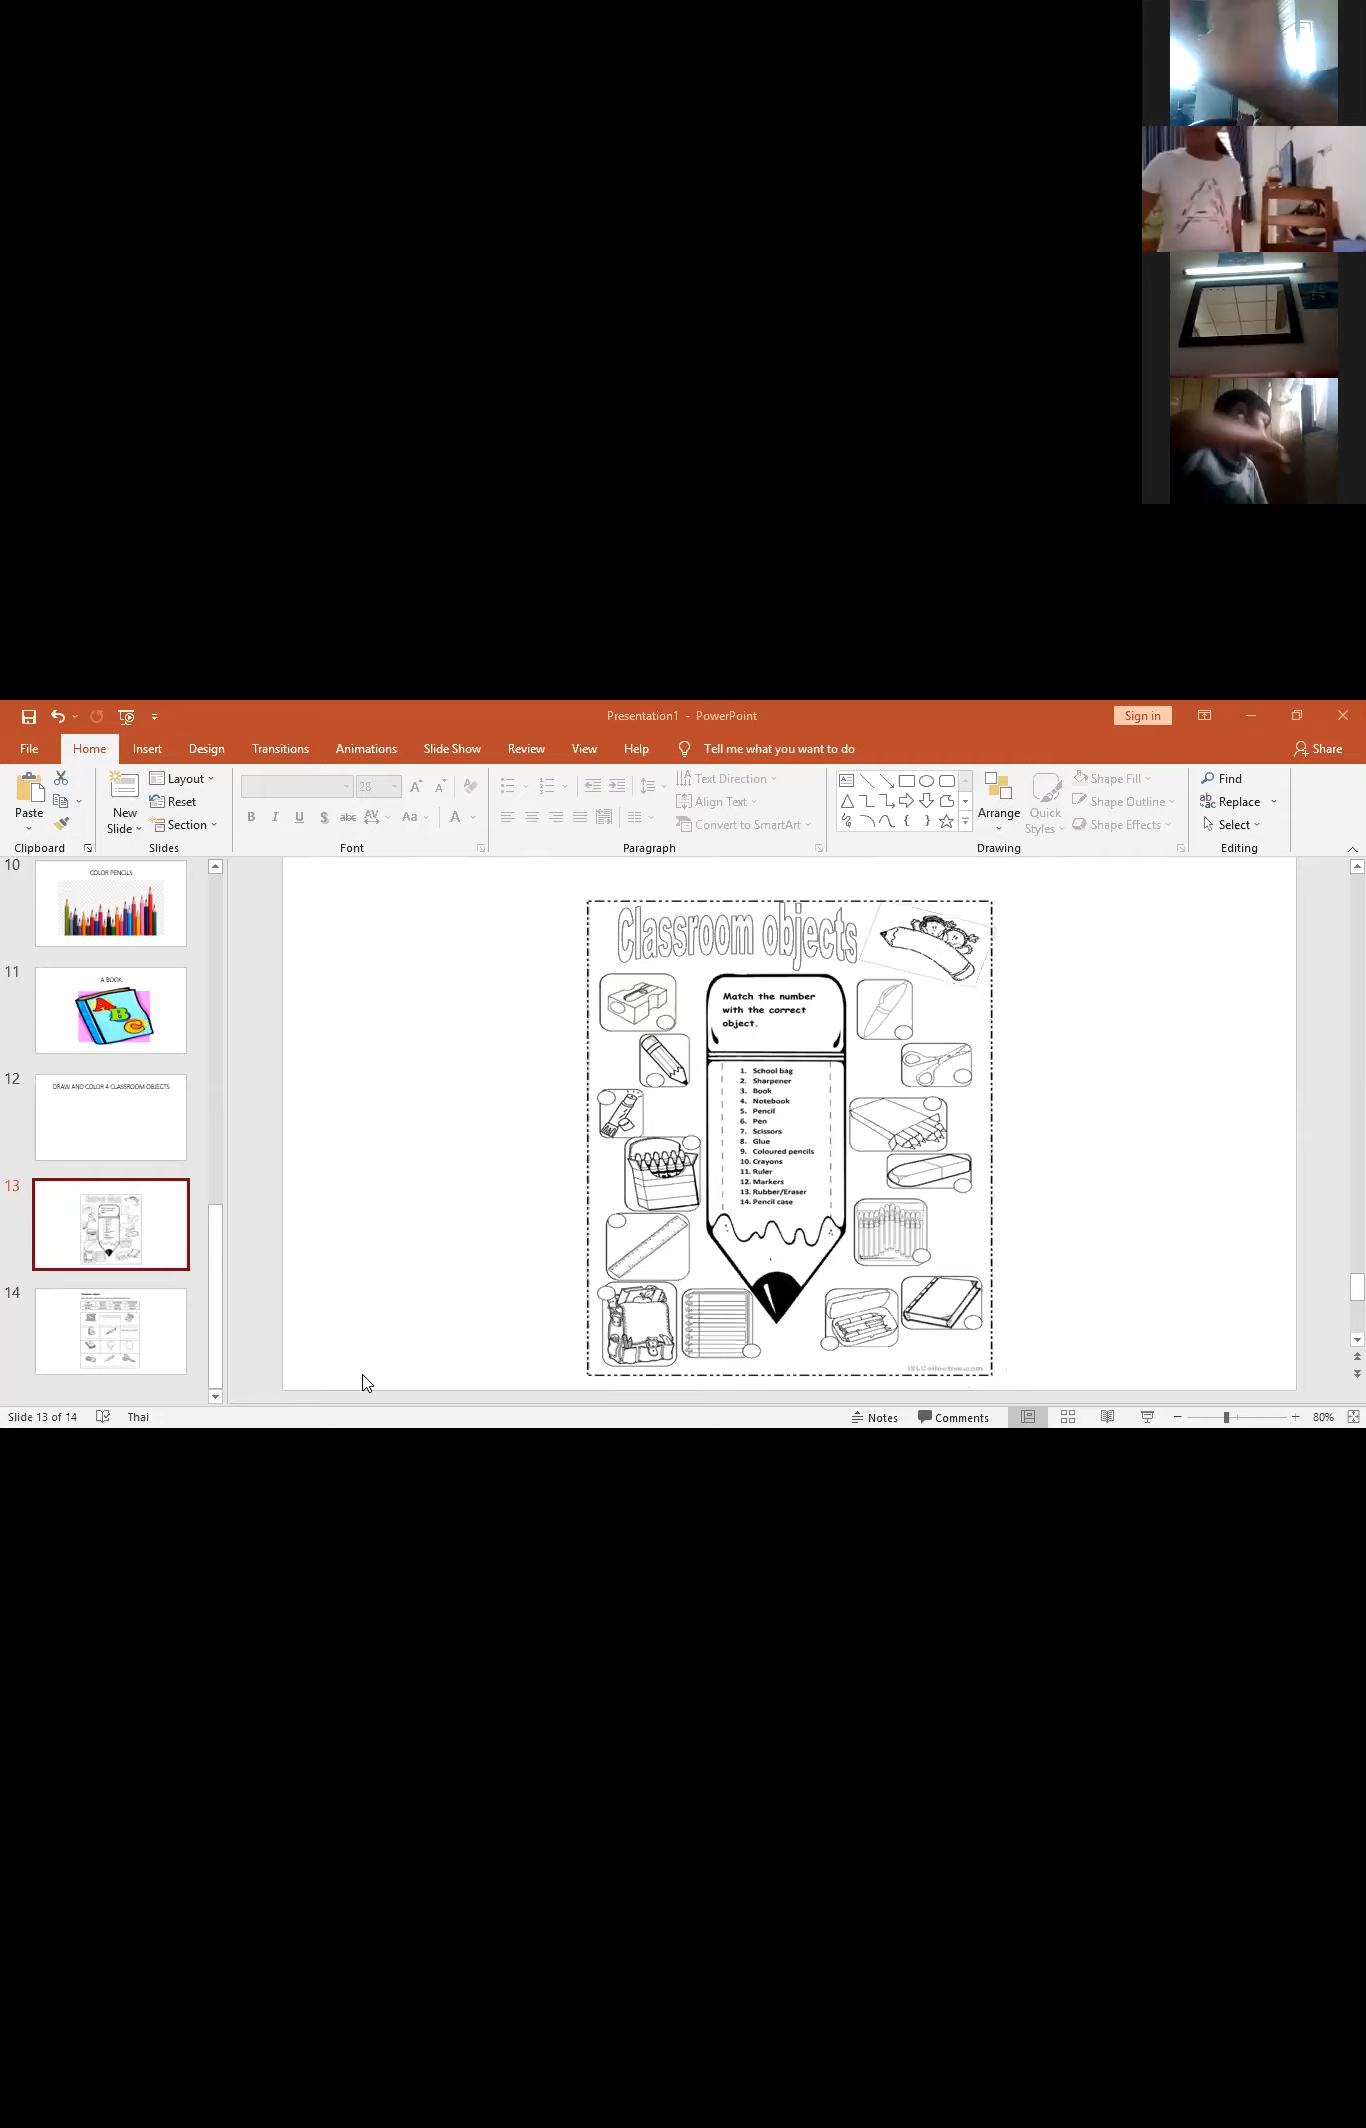 Presentation1 - PowerPoint
Sign in
File Home Insert Design Transitions Animations Slide Show Review View Help Tell me what you want to do Share
Paste
Clipboard
New Slide
Layout
Reset
Section
Slides
28
B I U S abc AV Aa A
Font
Text Direction
Align Text
Convert to SmartArt
Paragraph
Arrange
Quick Styles
Shape Fill
Shape Outline
Shape Effects
Drawing
Find
Replace
Select
Editing
10
COLOR PENCILS
11
A BOOK
A B C
12
DRAW AND COLOR 4 CLASSROOM OBJECTS
13
14
Classroom objects
Match the number
with the correct
object.
1. School bag
2. Sharpener
3. Book
4. Notebook
5. Pencil
6. Pen
7. Scissors
8. Glue
9. Coloured pencils
10. Crayons
11. Ruler
12. Markers
13. Rubber/Eraser
14. Pencil case
iSLCollective.com
Slide 13 of 14 Thai Notes Comments 80%